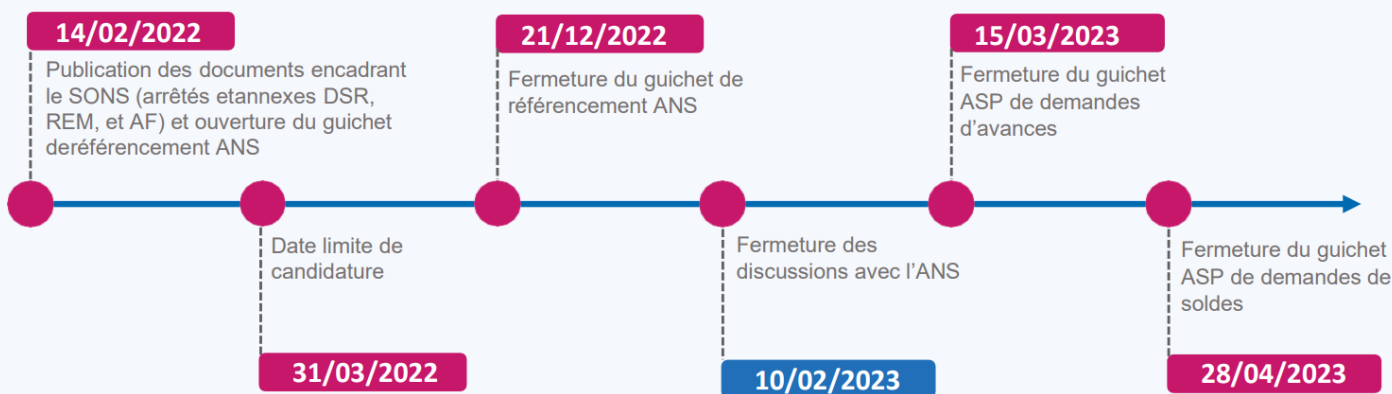 14/02/2022
Publication des documents encadrant
le SONS (arrêtés etannexes DSR,
REM, et AF) et ouverture du guichet
deréférencement ANS
31/03/2022
Date limite de
candidature
21/12/2022
Fermeture du guichet de
référencement ANS
10/02/2023
Fermeture des
discussions avec l’ANS
15/03/2023
Fermeture du guichet
ASP de demandes
d’avances
28/04/2023
Fermeture du guichet
ASP de demandes de
soldes